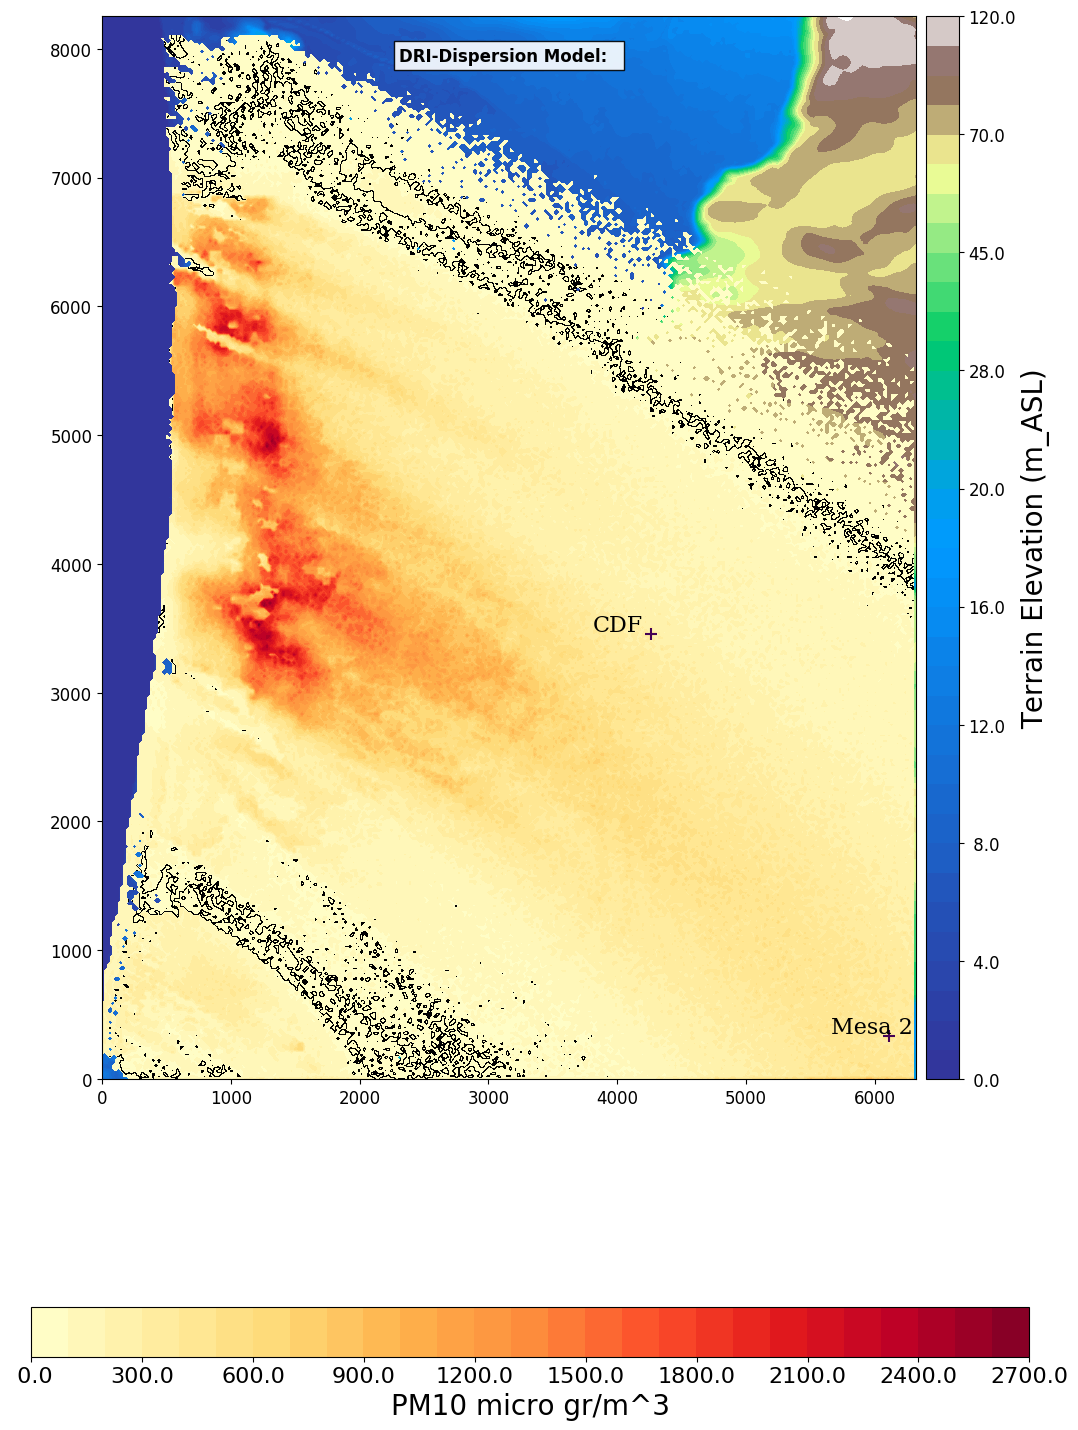 DRI-Dispersion Model:
8000
7000
6000
5000
4000
3000
2000
1000
0
0 1000 2000 3000 4000 5000 6000
CDF
Mesa 2
120.0
70.0
45.0
28.0
20.0
16.0
12.0
8.0
4.0
0.0
Terrain Elevation (m_ASL)
0.0 300.0 600.0 900.0 1200.0 1500.0 1800.0 2100.0 2400.0 2700.0
PM10 micro gr/m^3